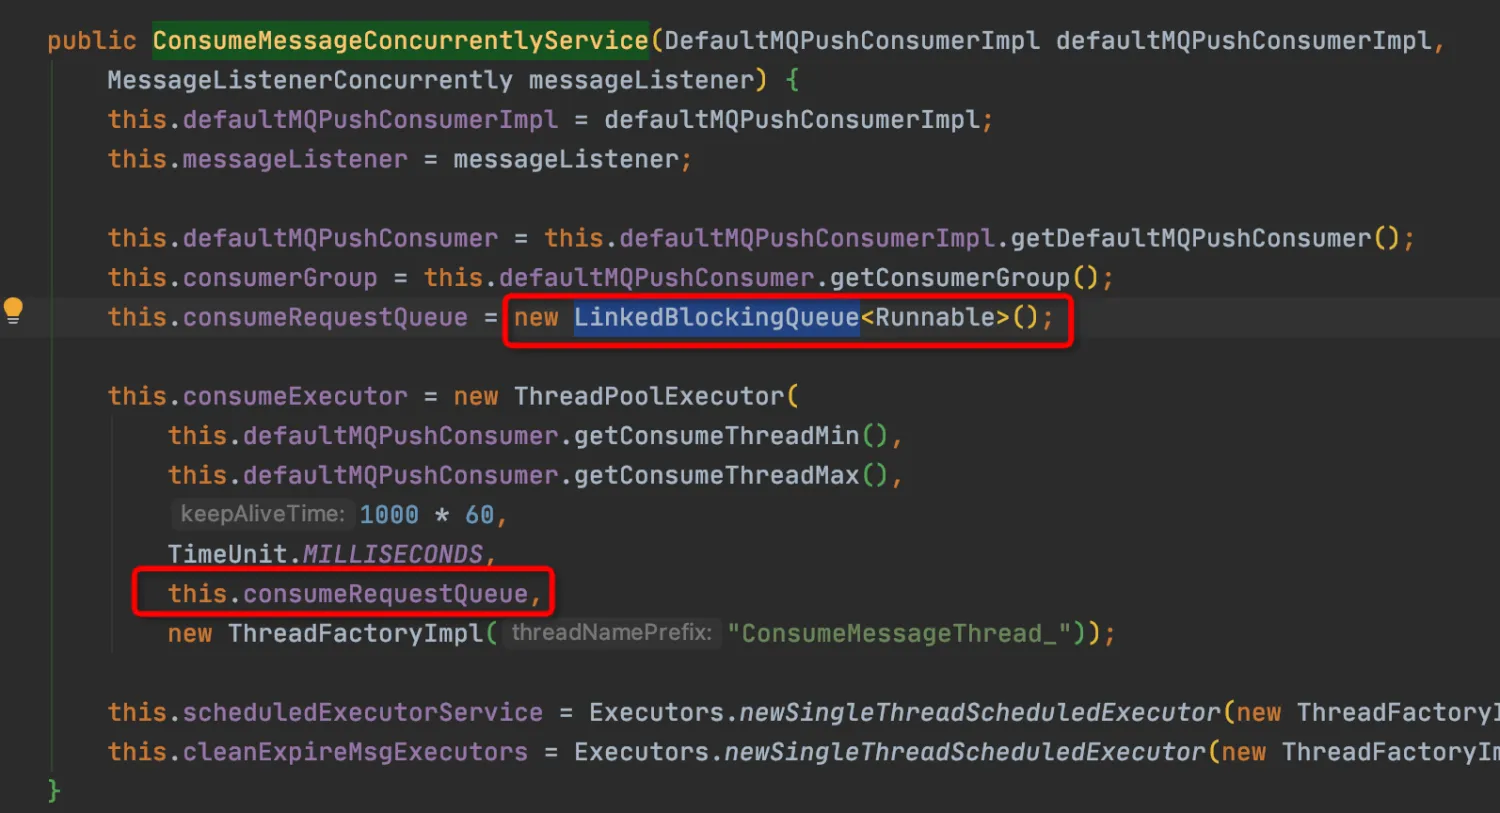 public ConsumeMessageConcurrentlyService(DefaultMQPushConsumerImpl defaultMQPushConsumerImpl,
MessageListenerConcurrently messageListener) {
this.defaultMQPushConsumerImpl = defaultMQPushConsumerImpl;
this.messageListener = messageListener;
this.defaultMQPushConsumer = this.defaultMQPushConsumerImpl.getDefaultMQPushConsumer();
this.consumerGroup = this.defaultMQPushConsumer.getConsumerGroup();
this.consumeRequestQueue = new LinkedBlockingQueue<Runnable>();
this.consumeExecutor = new ThreadPoolExecutor(
this.defaultMQPushConsumer.getConsumeThreadMin(),
this.defaultMQPushConsumer.getConsumeThreadMax(),
keepAliveTime: 1000 * 60,
TimeUnit.MILLISECONDS,
this.consumeRequestQueue,
new ThreadFactoryImpl( threadNamePrefix: "ConsumeMessageThread_"));
this.scheduledExecutorService = Executors.newSingleThreadScheduledExecutor(new ThreadFactoryI
this.cleanExpireMsgExecutors = Executors.newSingleThreadScheduledExecutor(new ThreadFactoryIm
}